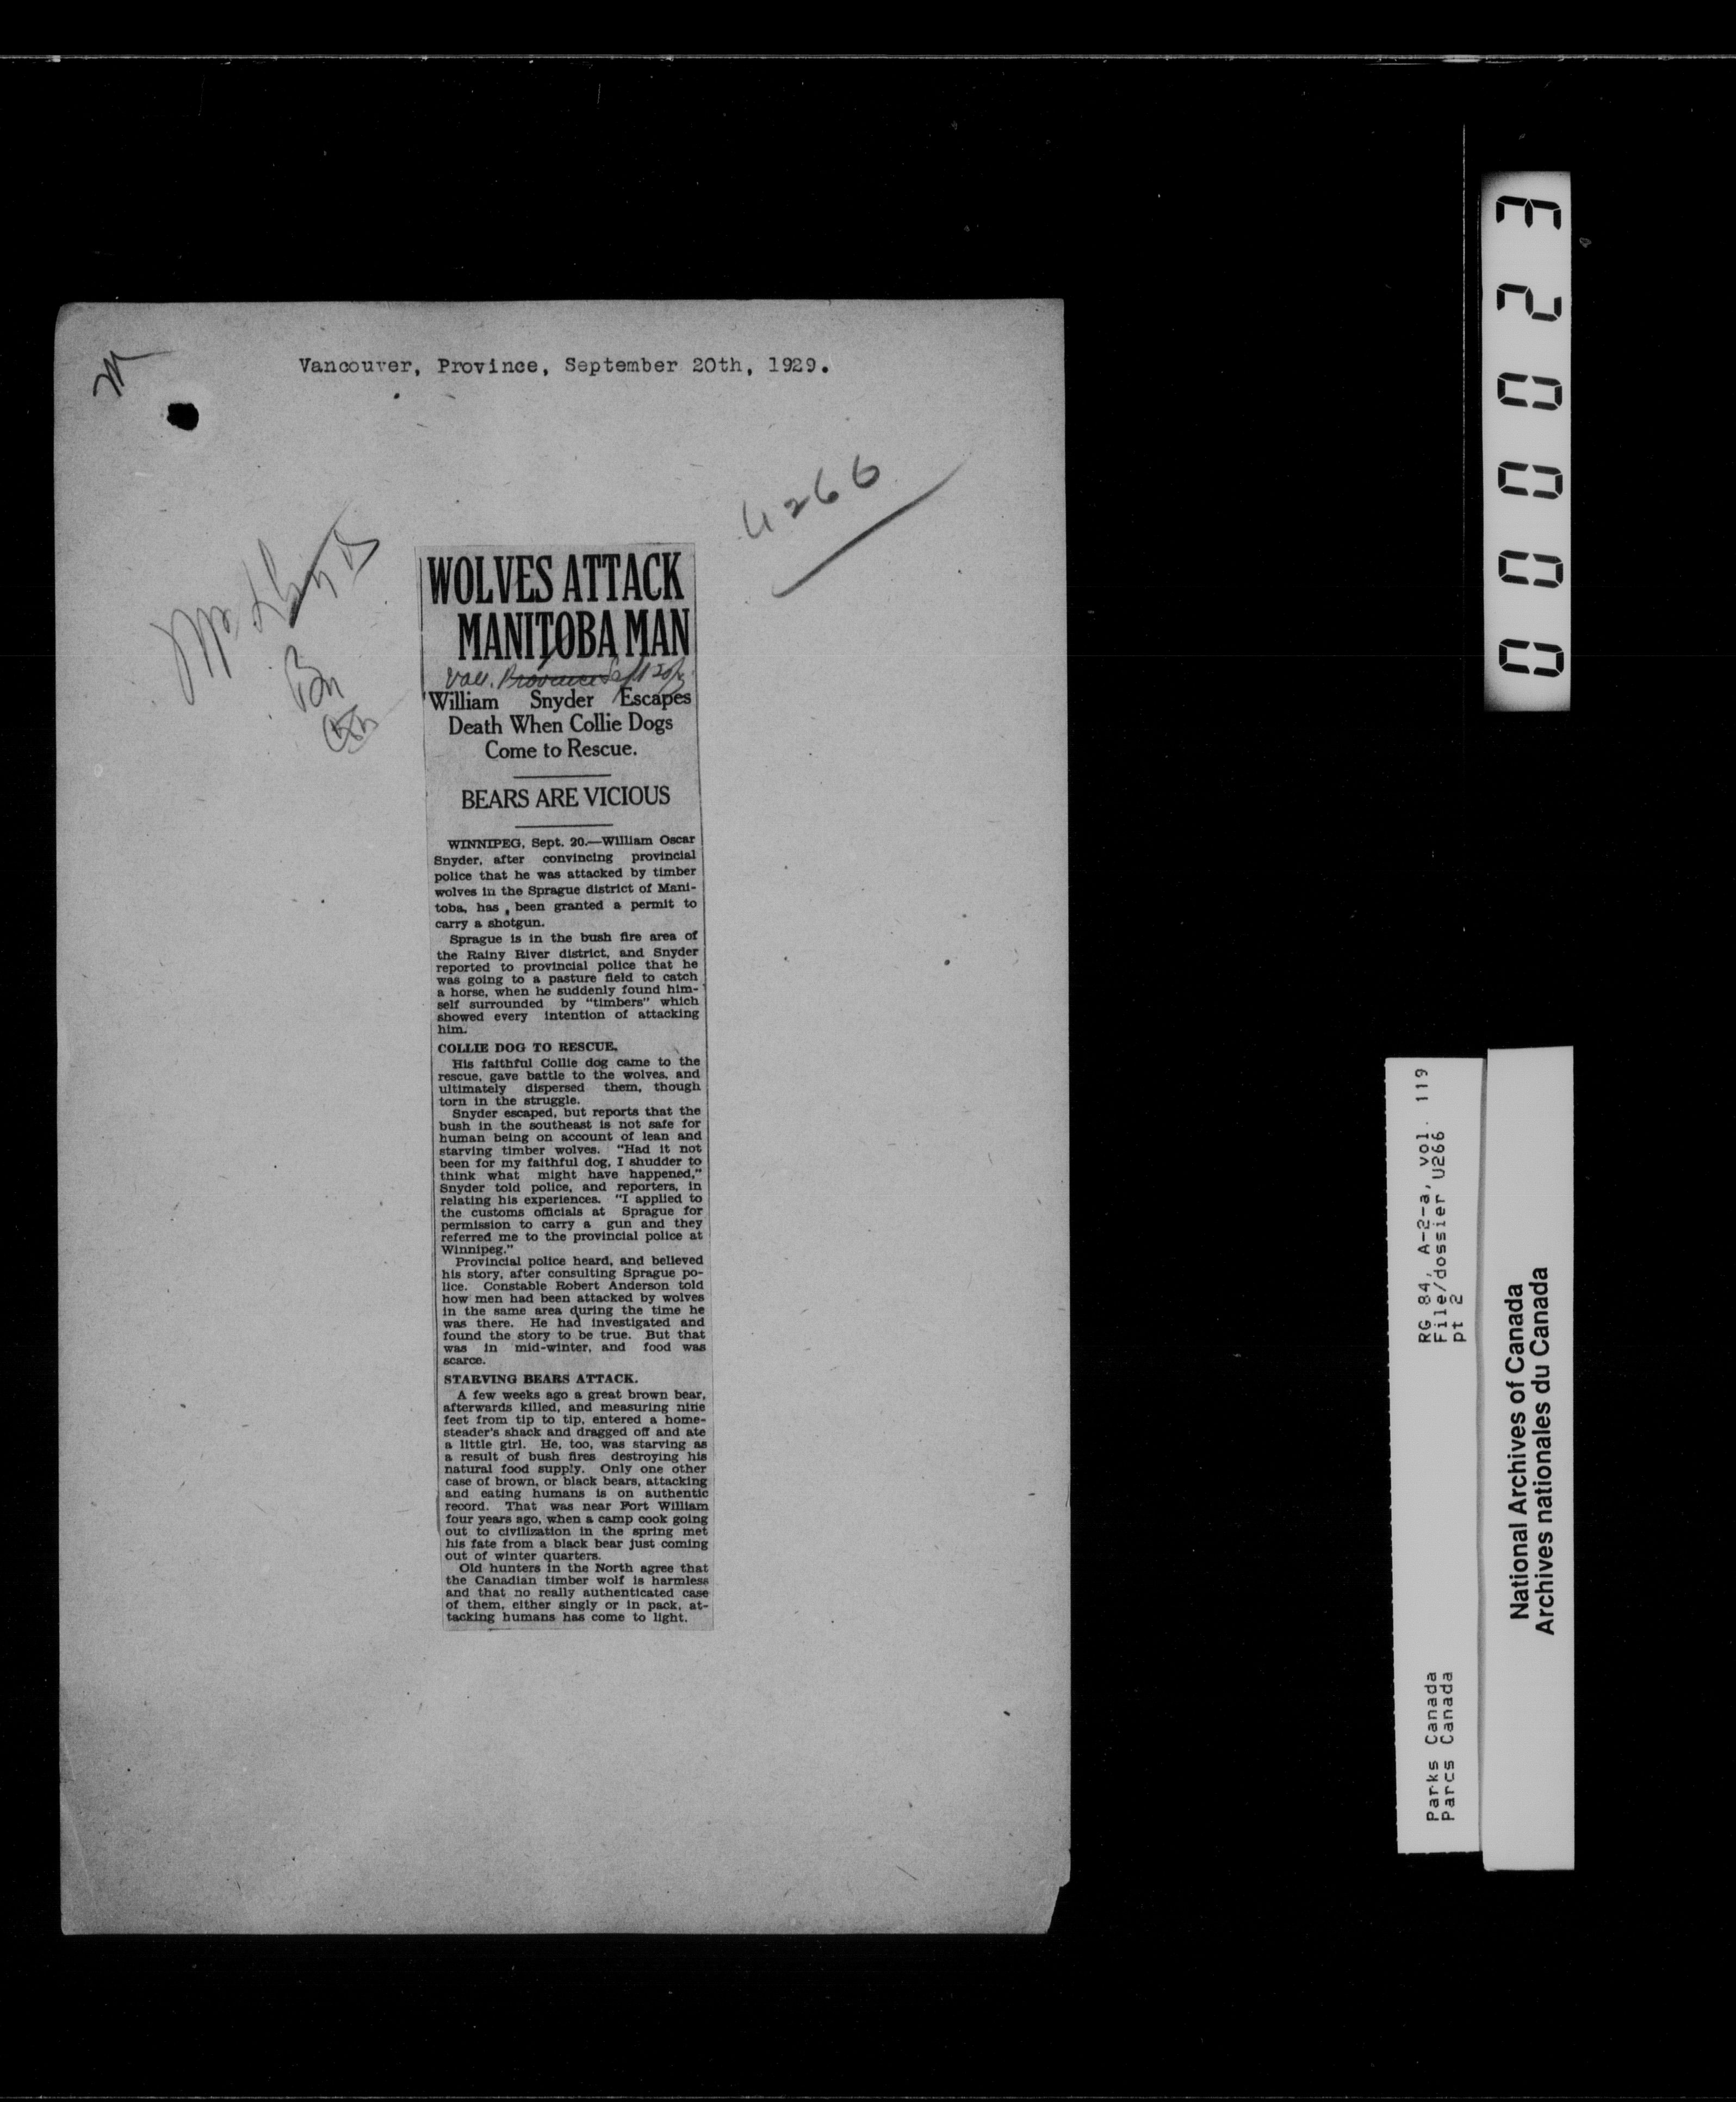 Vancouver, Province, September 20th, 1929.
U266
WOLVES ATTACK
MANITOBA MAN
Van. Province Sept 20/29
William Snyder Escapes
Death When Collie Dogs
Come to Rescue.
BEARS ARE VICIOUS
WINNIPEG, Sept. 20.—William Oscar
Snyder, after convincing provincial
police that he was attacked by timber
wolves in the Sprague district of Mani-
toba, has been granted a permit to
carry a shotgun.
Sprague is in the bush fire area of
the Rainy River district, and Snyder
reported to provincial police that he
was going to a pasture field to catch
a horse, when he suddenly found him-
self surrounded by "timbers" which
showed every intention of attacking
him.
COLLIE DOG TO RESCUE.
His faithful Collie dog came to the
rescue, gave battle to the wolves, and
ultimately dispersed them, though
torn in the struggle.
Snyder escaped, but reports that the
bush in the southeast is not safe for
human being on account of lean and
starving timber wolves. "Had it not
been for my faithful dog, I shudder to
think what might have happened,"
Snyder told police, and reporters, in
relating his experiences. "I applied to
the customs officials at Sprague for
permission to carry a gun and they
referred me to the provincial police at
Winnipeg."
Provincial police heard, and believed
his story, after consulting Sprague po-
lice. Constable Robert Anderson told
how men had been attacked by wolves
in the same area during the time he
was there. He had investigated and
found the story to be true. But that
was in mid-winter, and food was
scarce.
STARVING BEARS ATTACK.
A few weeks ago a great brown bear,
afterwards killed, and measuring nine
feet from tip to tip, entered a home-
steader's shack and dragged off and ate
a little girl. He, too, was starving as
a result of bush fires destroying his
natural food supply. Only one other
case of brown, or black bears, attacking
and eating humans is on authentic
record. That was near Fort William
four years ago, when a camp cook going
out to civilization in the spring met
his fate from a black bear just coming
out of winter quarters.
Old hunters in the North agree that
the Canadian timber wolf is harmless
and that no really authenticated case
of them, either singly or in pack, at-
tacking humans has come to light.
000023
RG 84, A-2-a, vol. 119
File/dossier U266
pt 2
Parks Canada
Parcs Canada
National Archives of Canada
Archives nationales du Canada